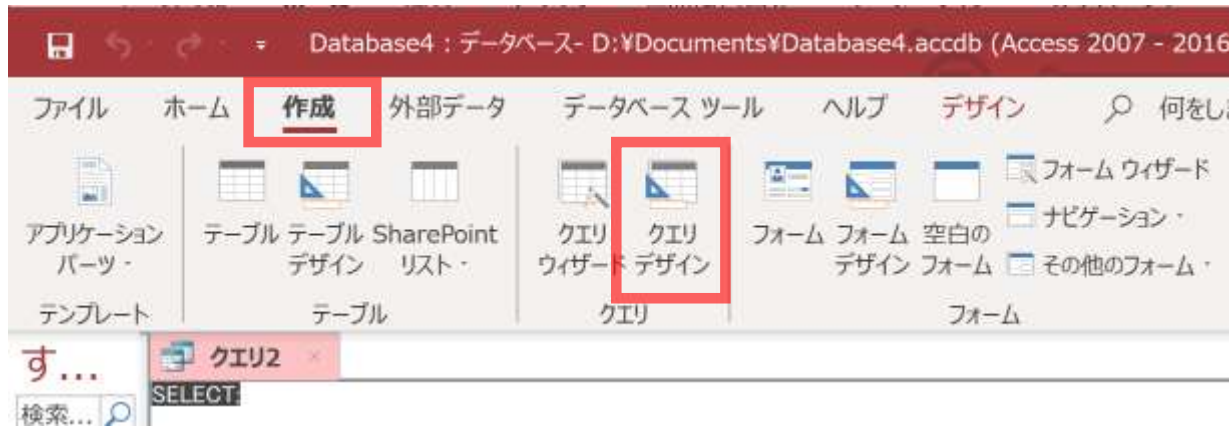 Database4 : データベース- D:¥Documents¥Database4.accdb (Access 2007 - 2016
ファイル ホーム 作成 外部データ データベース ツール ヘルプ デザイン 何をし
アプリケーション パーツ
テーブル
テーブル デザイン
SharePoint リスト
クエリ ウィザード
クエリ デザイン
フォーム
フォーム デザイン
空白の フォーム
フォーム ウィザード
ナビゲーション
その他のフォーム
テンプレート テーブル クエリ フォーム
す... クエリ2
検索... SELECT;